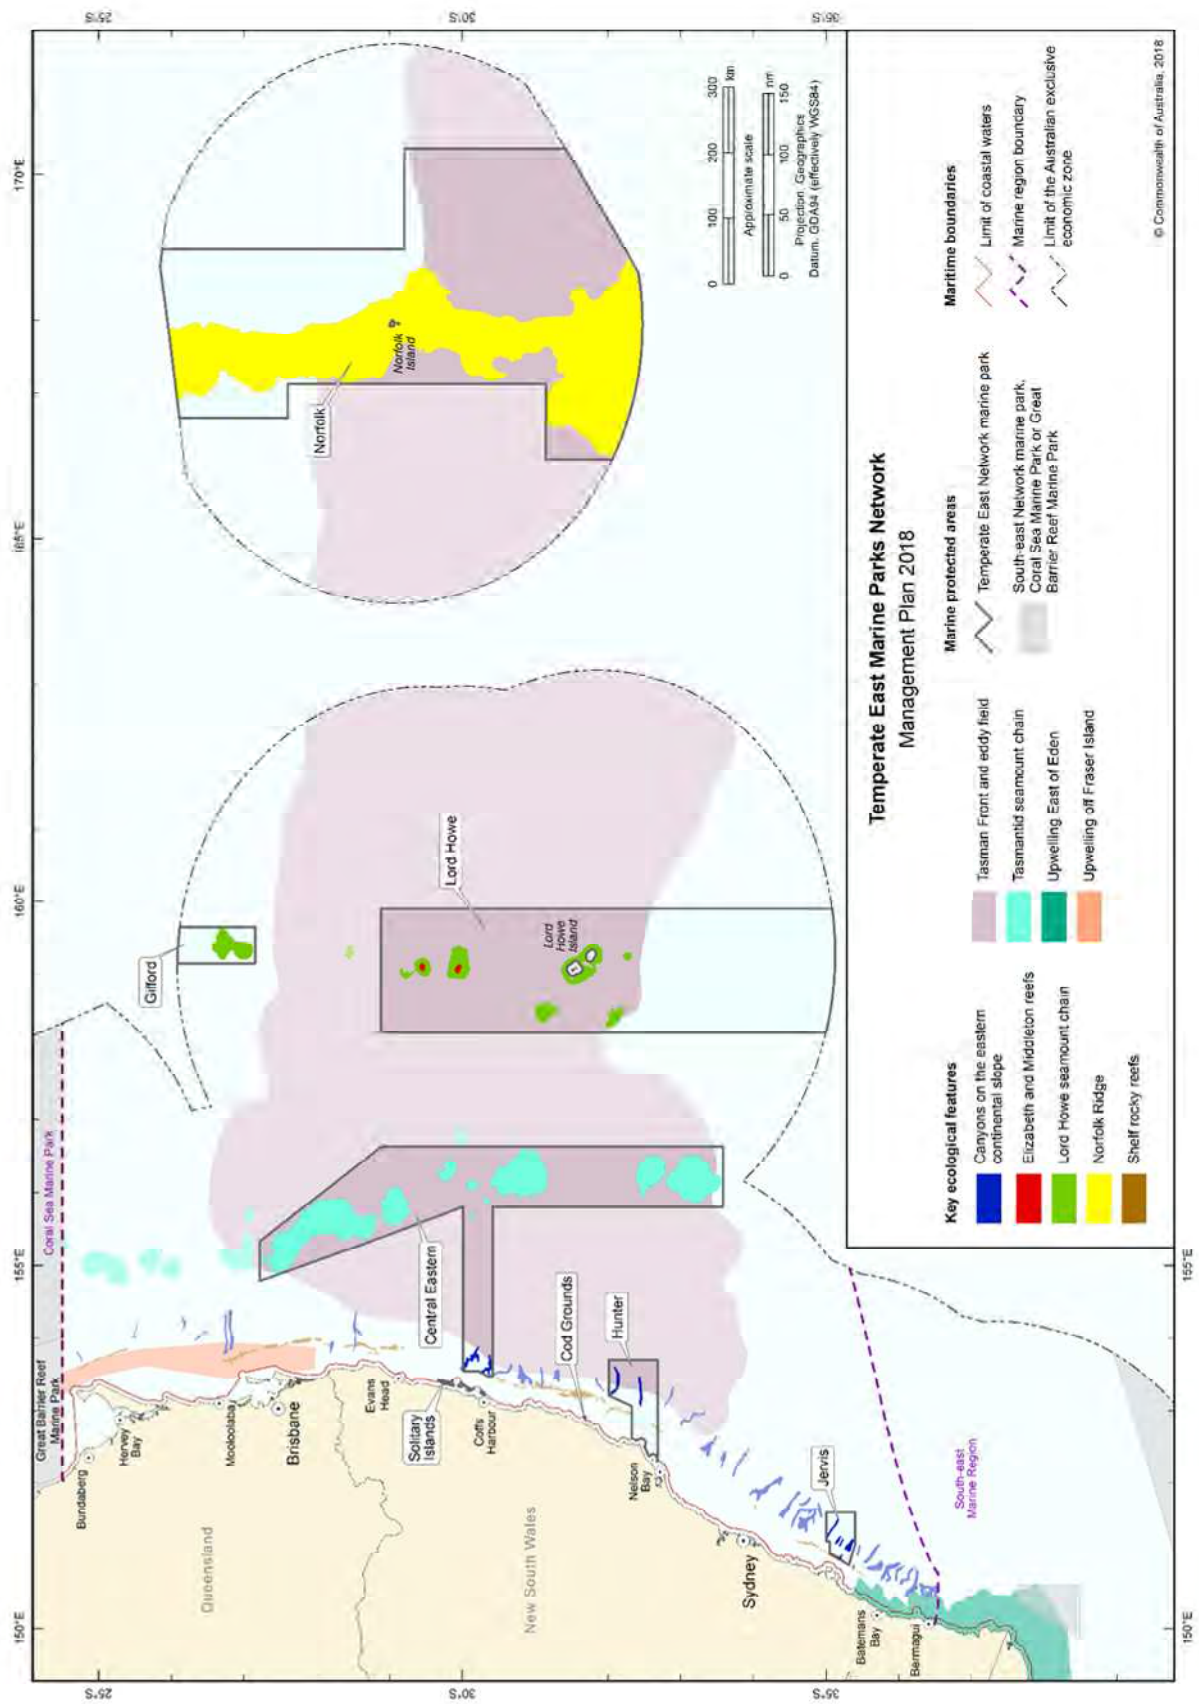 170°E
165°E
160°E
155°E
150°E
25°S
30°S
35°S
25°S
30°S
35°S
155°E
150°E
Great Barrier Reef
Marine Park
Coral Sea Marine Park
Bundaberg
Hervey
Bay
Mooloolaba
Brisbane
Queensland
Evans
Head
Solitary
Islands
Coffs
Harbour
New South Wales
Central Eastern
Cod Grounds
Hunter
Nelson
Bay
Sydney
Jervis
Batemans
Bay
Bermagui
South-east
Marine Region
Gifford
Lord Howe
Lord
Howe
Island
Norfolk
Norfolk
Island
0 100 200 300
km
Approximate scale
nm
0 50 100 150
Projection: Geographics
Datum: GDA94 (effectively WGS84)
Temperate East Marine Parks Network
Management Plan 2018
Key ecological features
Canyons on the eastern
continental slope
Elizabeth and Middleton reefs
Lord Howe seamount chain
Norfolk Ridge
Shelf rocky reefs
Tasman Front and eddy field
Tasmantid seamount chain
Upwelling East of Eden
Upwelling off Fraser Island
Marine protected areas
Temperate East Network marine park
South-east Network marine park,
Coral Sea Marine Park or Great
Barrier Reef Marine Park
Maritime boundaries
Limit of coastal waters
Marine region boundary
Limit of the Australian exclusive
economic zone
© Commonwealth of Australia, 2018